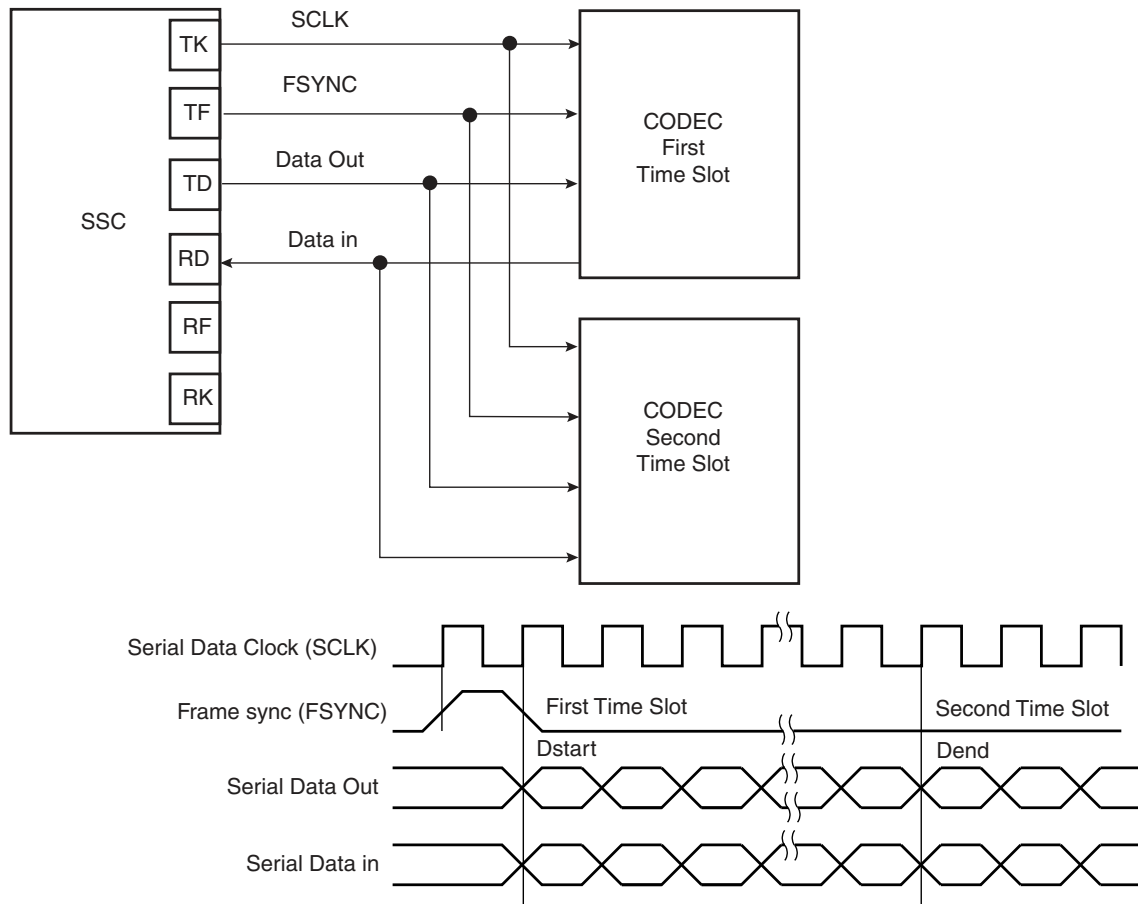 SSC
TK
TF
TD
RD
RF
RK
SCLK
FSYNC
Data Out
Data in
CODEC
First
Time Slot
CODEC
Second
Time Slot
Serial Data Clock (SCLK)
Frame sync (FSYNC)
First Time Slot
Second Time Slot
Dstart
Dend
Serial Data Out
Serial Data in